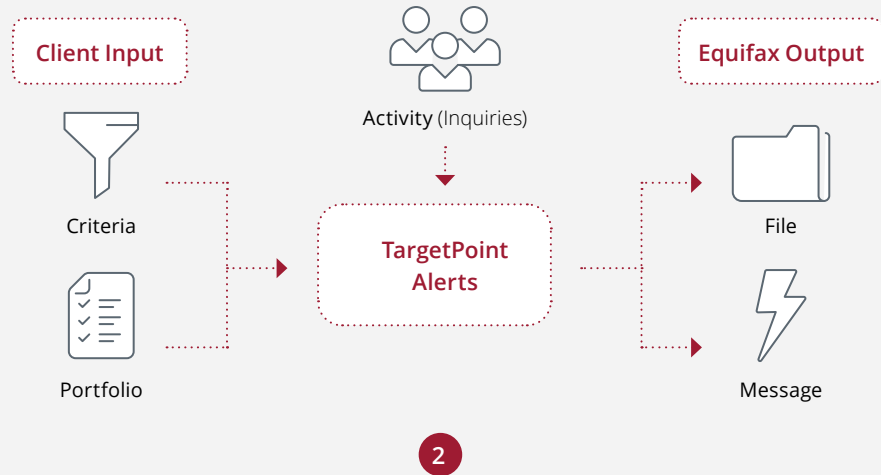 Client Input
Equifax Output
Activity (Inquiries)
Criteria
File
TargetPoint
Alerts
Portfolio
Message
2